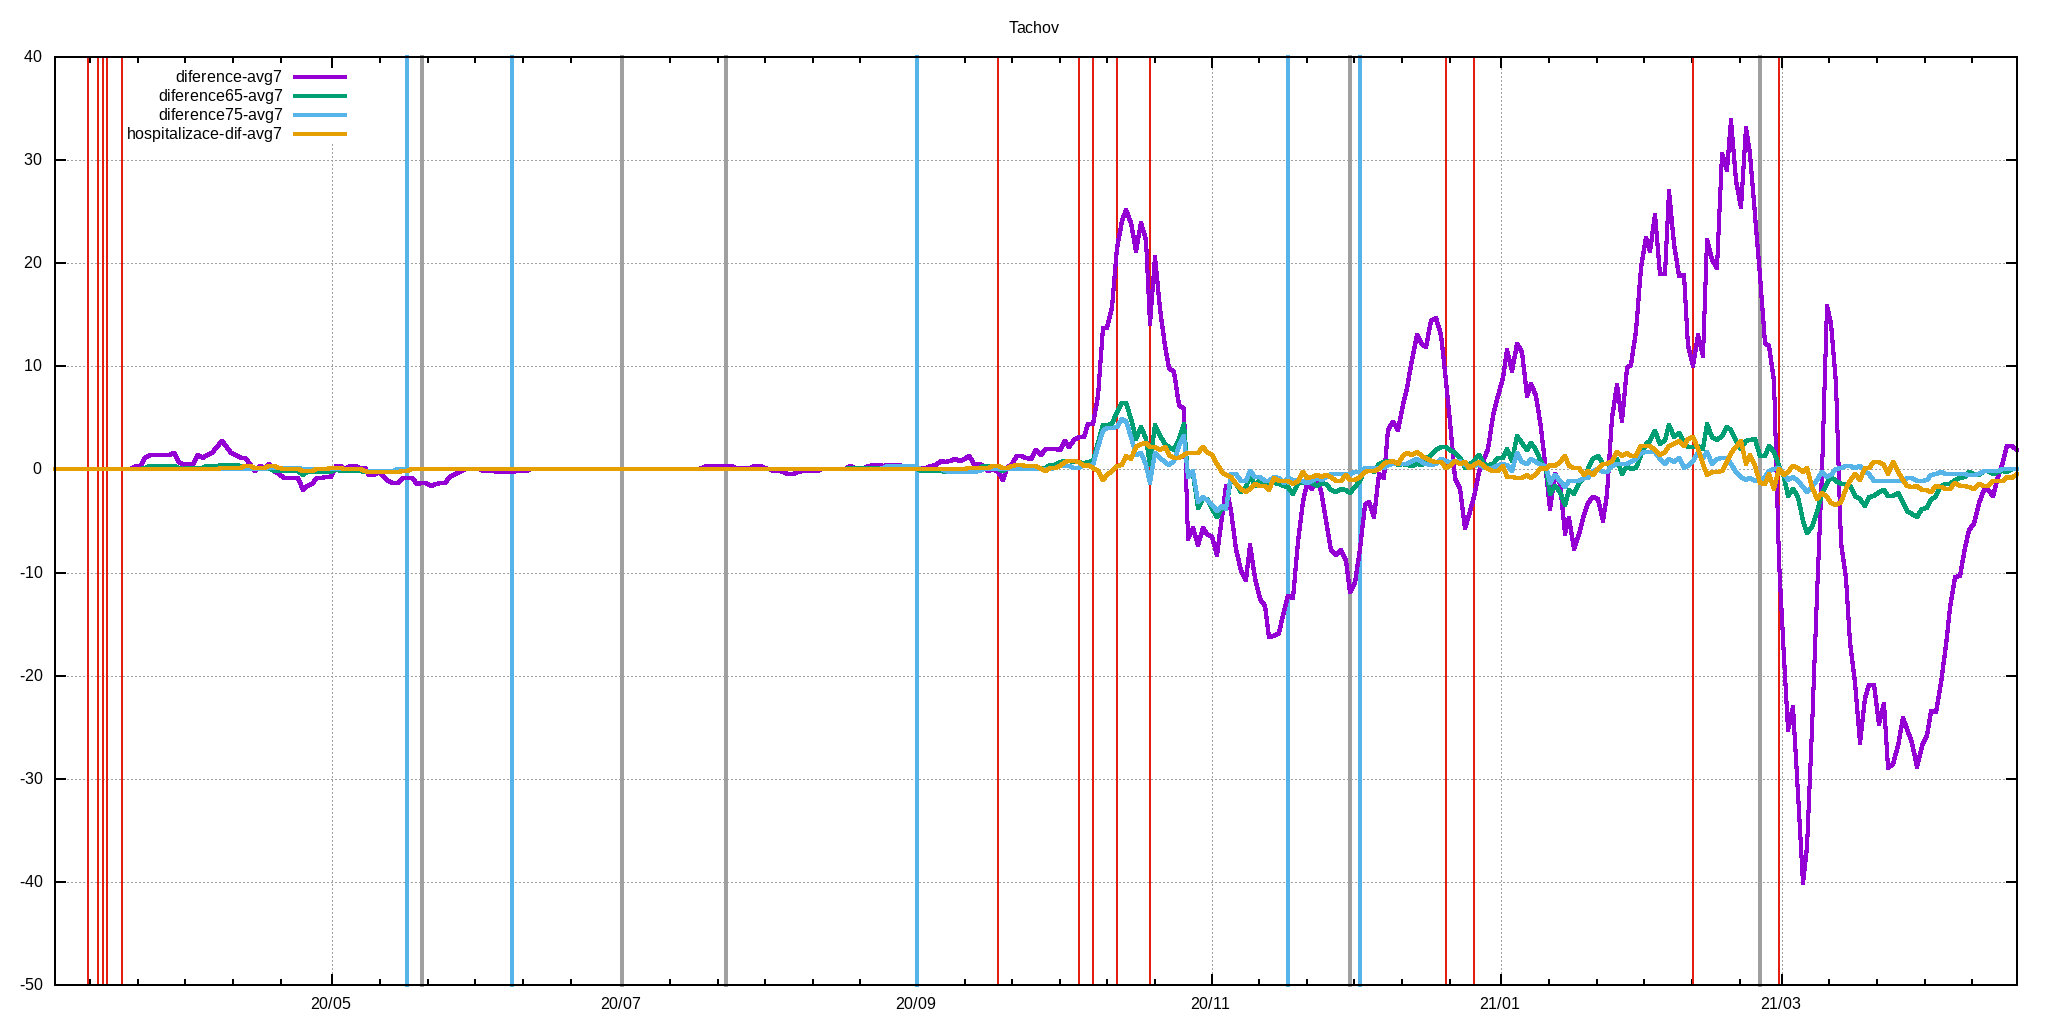 Tachov
40
30
20
10
0
-10
-20
-30
-40
-50
diference-avg7
diference65-avg7
diference75-avg7
hospitalizace-dif-avg7
20/05 20/07 20/09 20/11 21/01 21/03